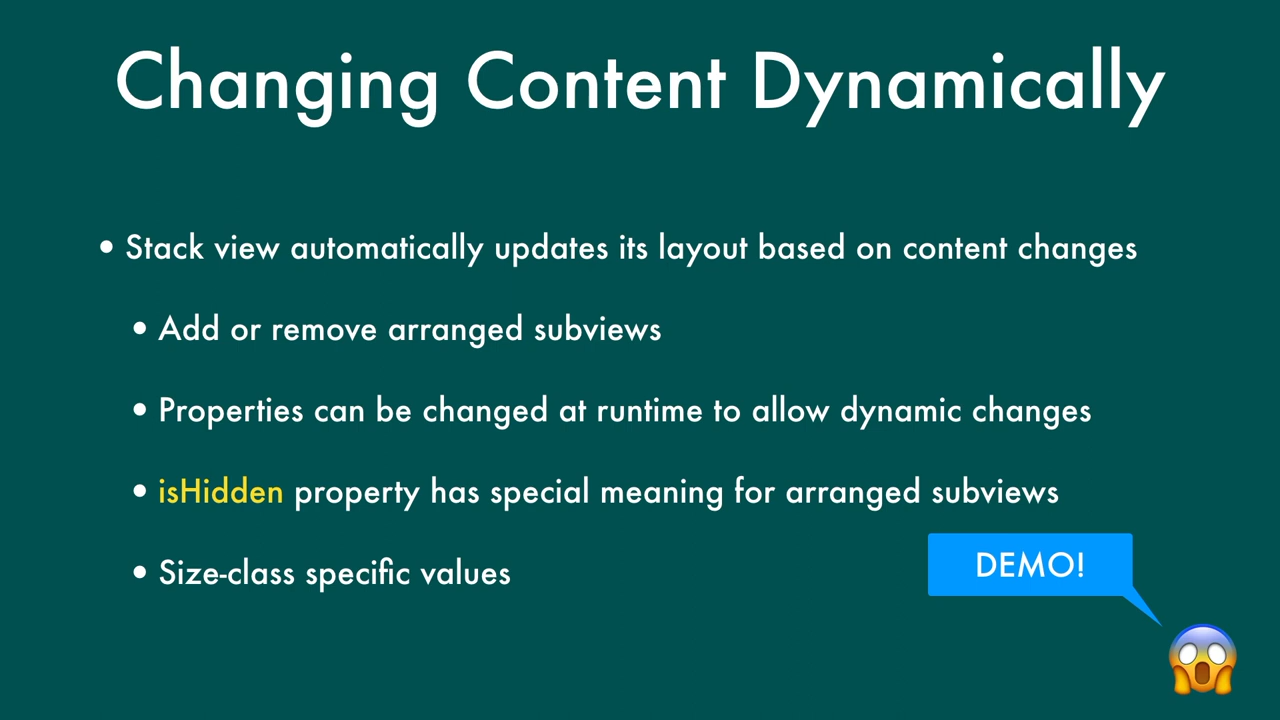 Changing Content Dynamically
• Stack view automatically updates its layout based on content changes
• Add or remove arranged subviews
• Properties can be changed at runtime to allow dynamic changes
• isHidden property has special meaning for arranged subviews
• Size-class specific values
DEMO!